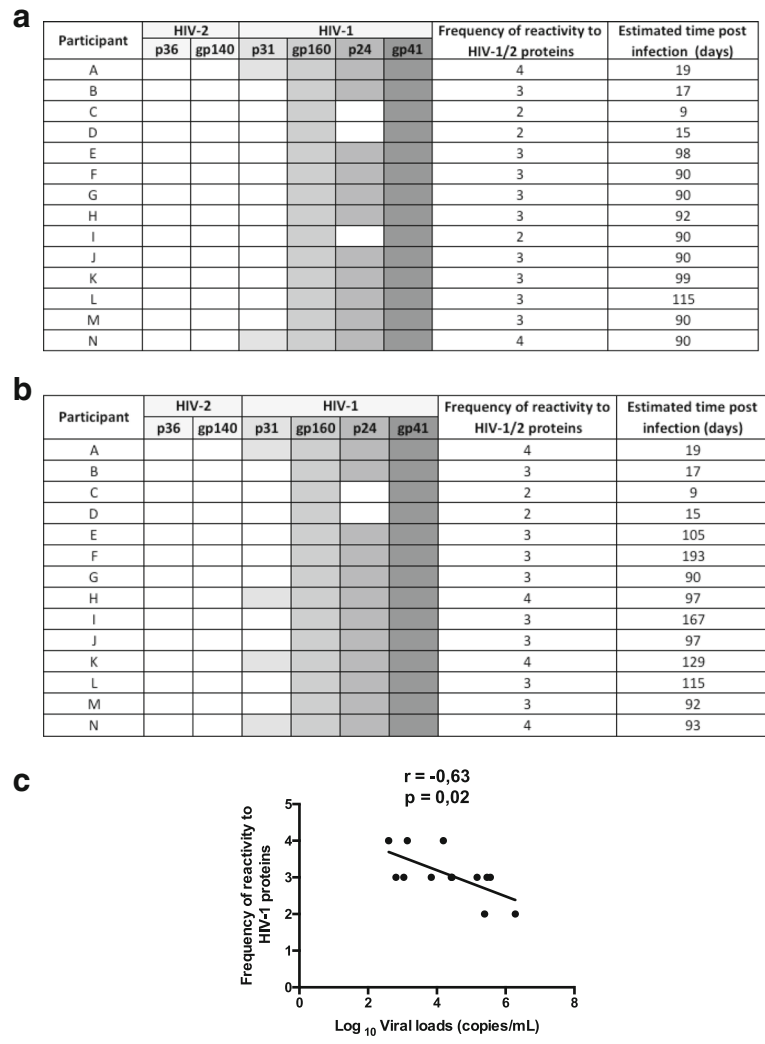 a
Participant HIV-2 HIV-1 Frequency of reactivity to HIV-1/2 proteins Estimated time post infection (days)
p36 gp140 p31 gp160 p24 gp41
A 4 19
B 3 17
C 2 9
D 2 15
E 3 98
F 3 90
G 3 90
H 3 92
I 2 90
J 3 90
K 3 99
L 3 115
M 3 90
N 4 90
b
Participant HIV-2 HIV-1 Frequency of reactivity to HIV-1/2 proteins Estimated time post infection (days)
p36 gp140 p31 gp160 p24 gp41
A 4 19
B 3 17
C 2 9
D 2 15
E 3 105
F 3 193
G 3 90
H 4 97
I 3 167
J 3 97
K 4 129
L 3 115
M 3 92
N 4 93
c
r = -0,63
p = 0,02
Frequency of reactivity to
HIV-1 proteins
5
4
3
2
1
0
0 2 4 6 8
Log 10 Viral loads (copies/mL)